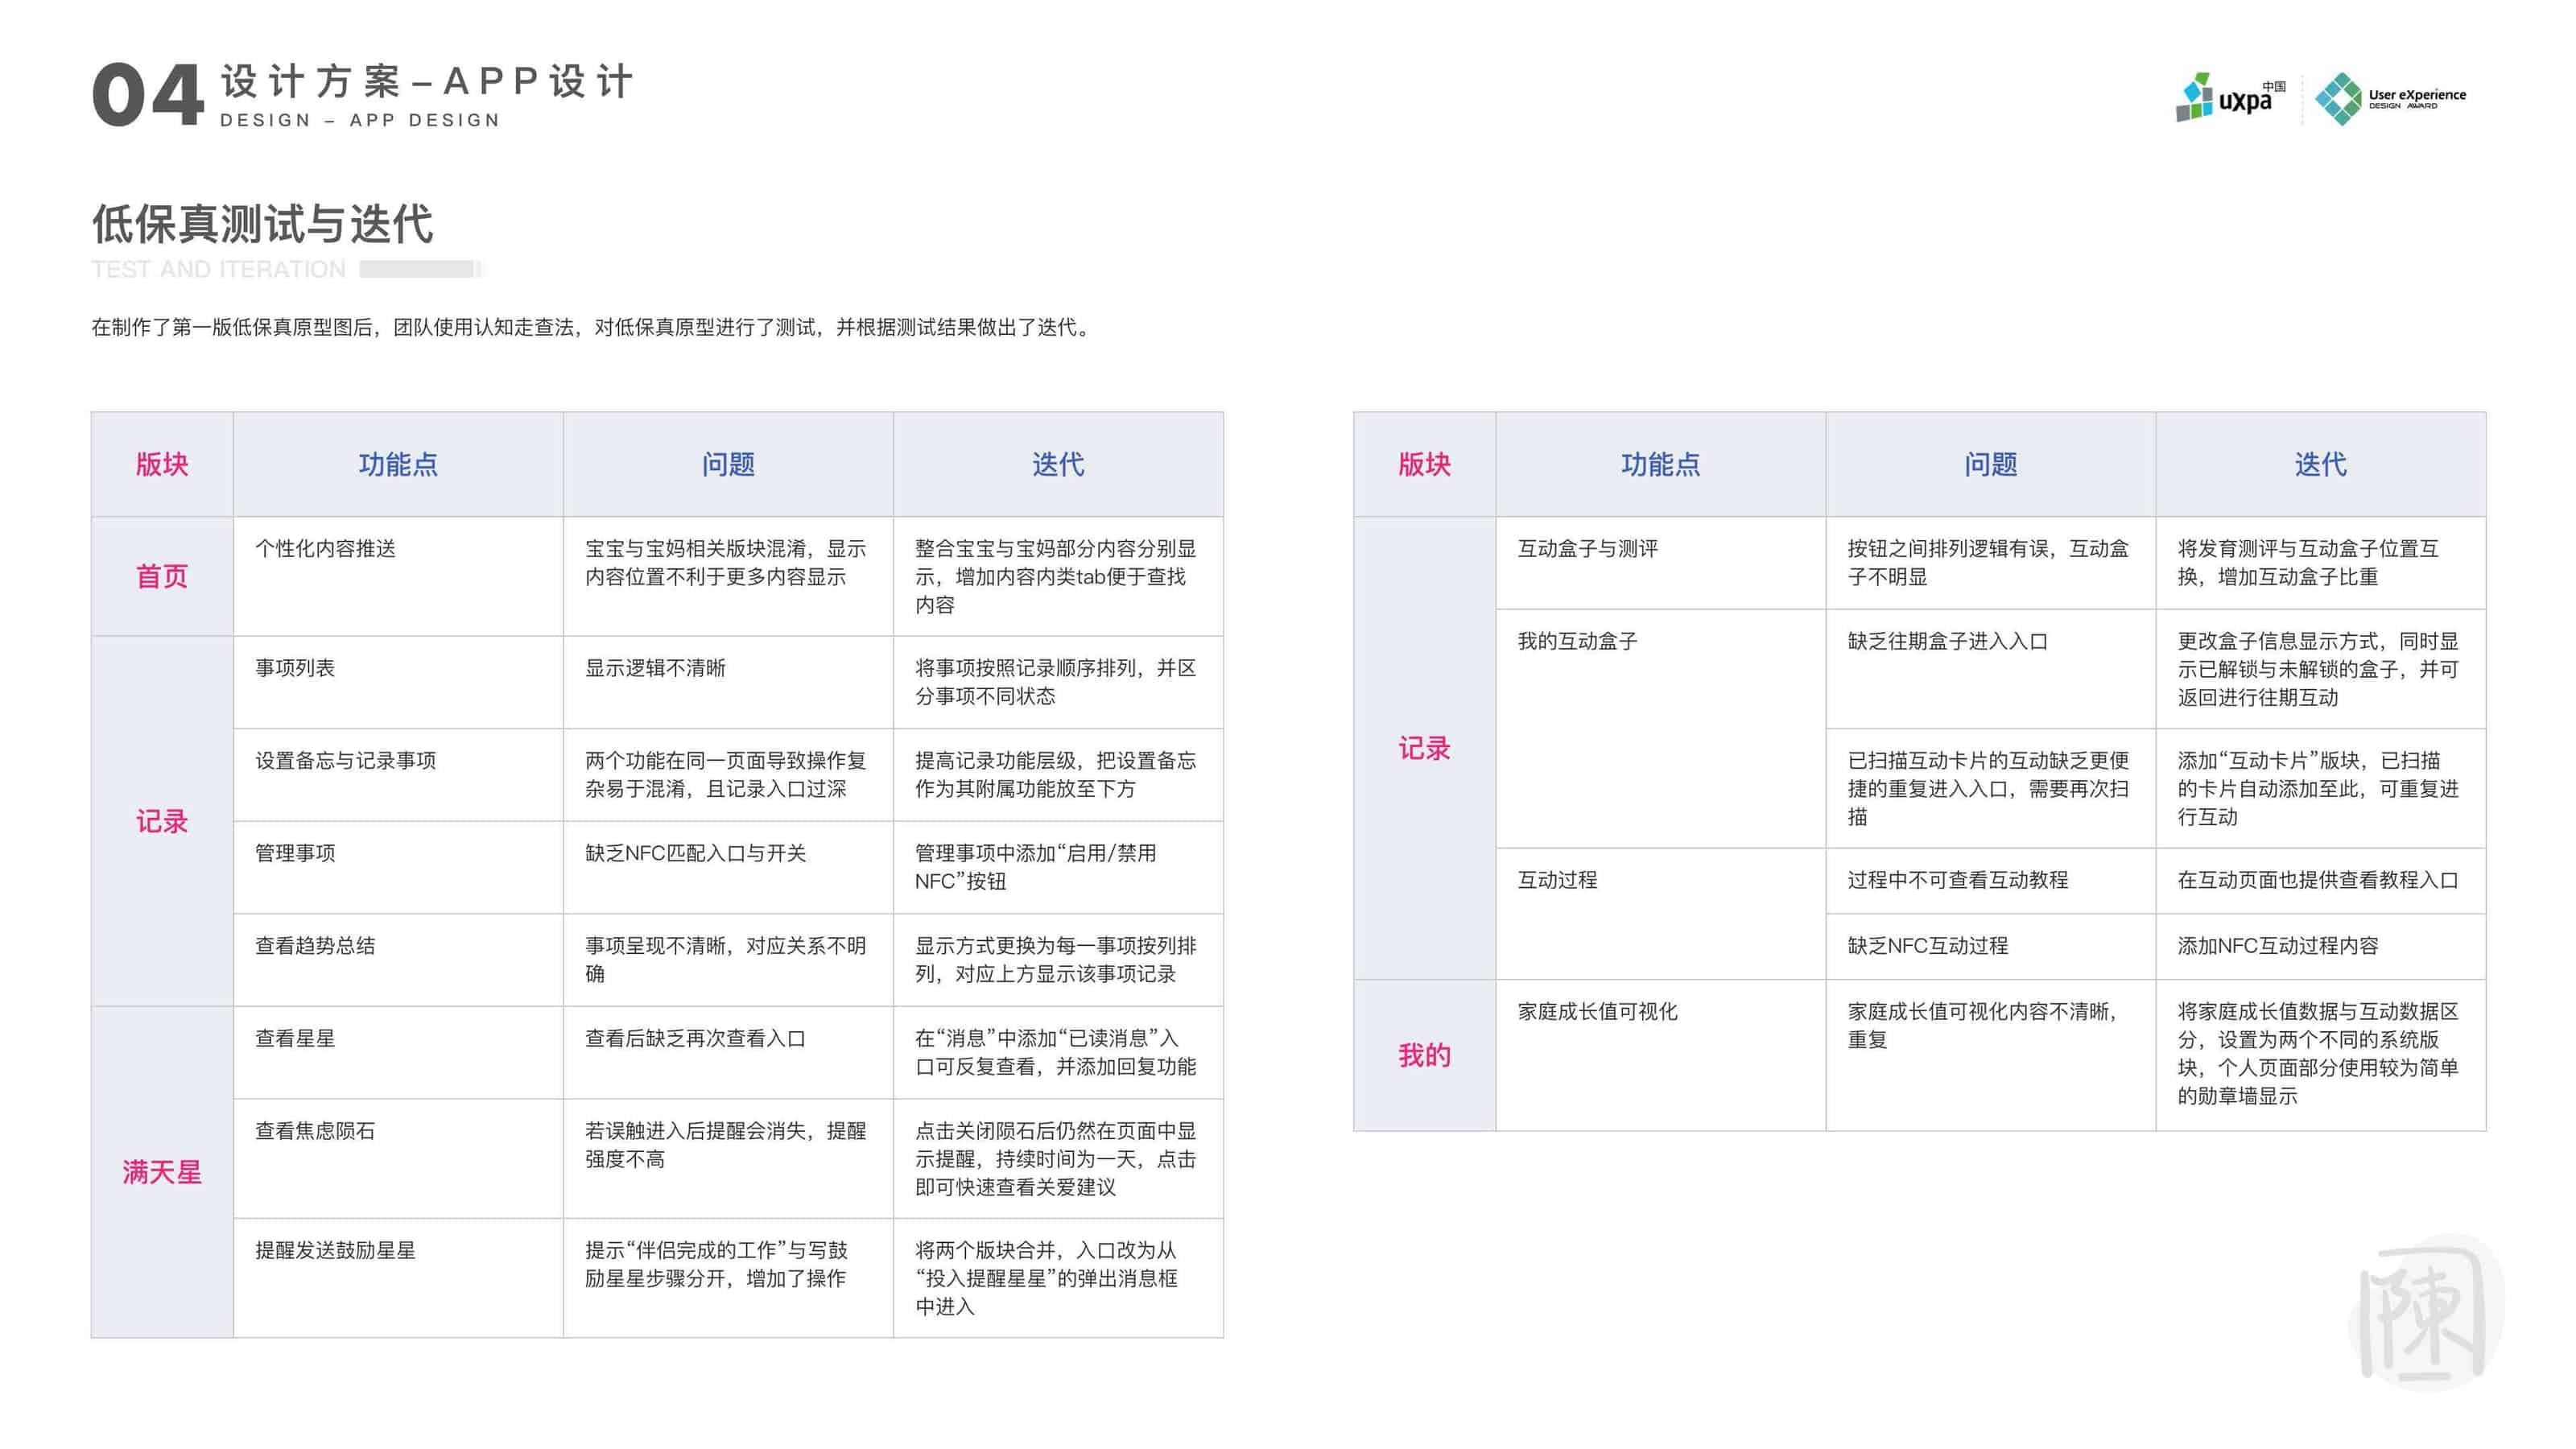 04
设计方案–APP设计
DESIGN – APP DESIGN
uxpa中国
User eXperience
DESIGN AWARD
低保真测试与迭代
TEST AND ITERATION
在制作了第一版低保真原型图后，团队使用认知走查法，对低保真原型进行了测试，并根据测试结果做出了迭代。
版块
功能点
问题
迭代
首页
个性化内容推送
宝宝与宝妈相关版块混淆，显示
内容位置不利于更多内容显示
整合宝宝与宝妈部分内容分别显
示，增加内容内类tab便于查找
内容
记录
事项列表
显示逻辑不清晰
将事项按照记录顺序排列，并区
分事项不同状态
设置备忘与记录事项
两个功能在同一页面导致操作复
杂易于混淆，且记录入口过深
提高记录功能层级，把设置备忘
作为其附属功能放至下方
管理事项
缺乏NFC匹配入口与开关
管理事项中添加“启用/禁用
NFC”按钮
查看趋势总结
事项呈现不清晰，对应关系不明
确
显示方式更换为每一事项按列排
列，对应上方显示该事项记录
满天星
查看星星
查看后缺乏再次查看入口
在“消息”中添加“已读消息”入
口可反复查看，并添加回复功能
查看焦虑陨石
若误触进入后提醒会消失，提醒
强度不高
点击关闭陨石后仍然在页面中显
示提醒，持续时间为一天，点击
即可快速查看关爱建议
提醒发送鼓励星星
提示“伴侣完成的工作”与写鼓
励星星步骤分开，增加了操作
将两个版块合并，入口改为从
“投入提醒星星”的弹出消息框
中进入
版块
功能点
问题
迭代
记录
互动盒子与测评
按钮之间排列逻辑有误，互动盒
子不明显
将发育测评与互动盒子位置互
换，增加互动盒子比重
我的互动盒子
缺乏往期盒子进入入口
更改盒子信息显示方式，同时显
示已解锁与未解锁的盒子，并可
返回进行往期互动
已扫描互动卡片的互动缺乏更便
捷的重复进入入口，需要再次扫
描
添加“互动卡片”版块，已扫描
的卡片自动添加至此，可重复进
行互动
互动过程
过程中不可查看互动教程
在互动页面也提供查看教程入口
缺乏NFC互动过程
添加NFC互动过程内容
我的
家庭成长值可视化
家庭成长值可视化内容不清晰，
重复
将家庭成长值数据与互动数据区
分，设置为两个不同的系统版
块，个人页面部分使用较为简单
的勋章墙显示
陳